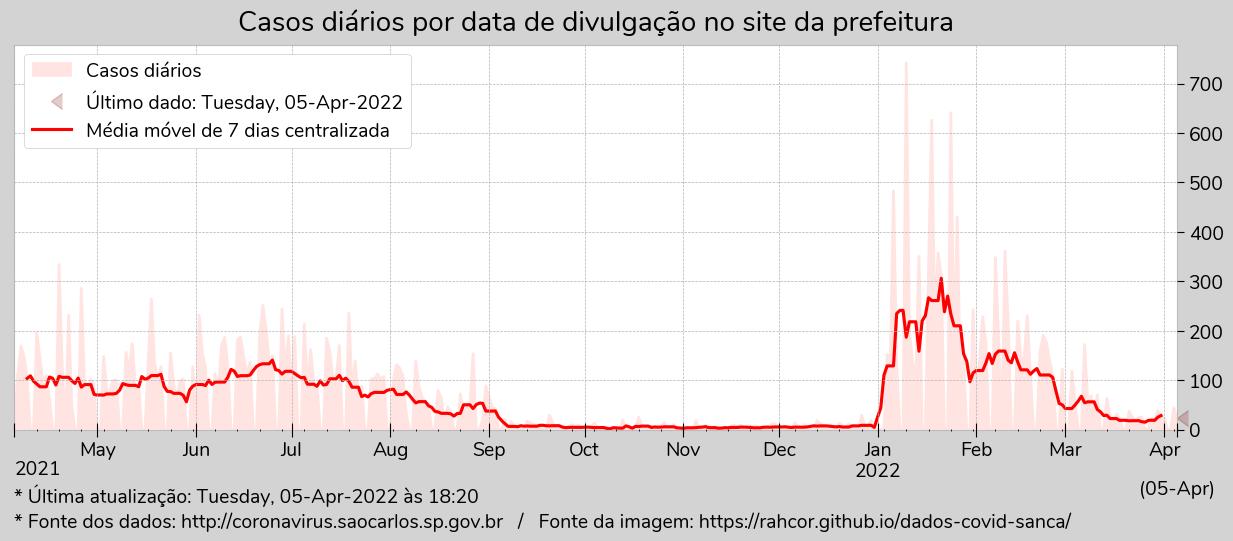 Casos diários por data de divulgação no site da prefeitura
Casos diários
Último dado: Tuesday, 05-Apr-2022
Média móvel de 7 dias centralizada
700
600
500
400
300
200
100
0
May Jun Jul Aug Sep Oct Nov Dec Jan Feb Mar Apr
2021 2022
(05-Apr)
* Última atualização: Tuesday, 05-Apr-2022 às 18:20
* Fonte dos dados: http://coronavirus.saocarlos.sp.gov.br / Fonte da imagem: https://rahcor.github.io/dados-covid-sanca/